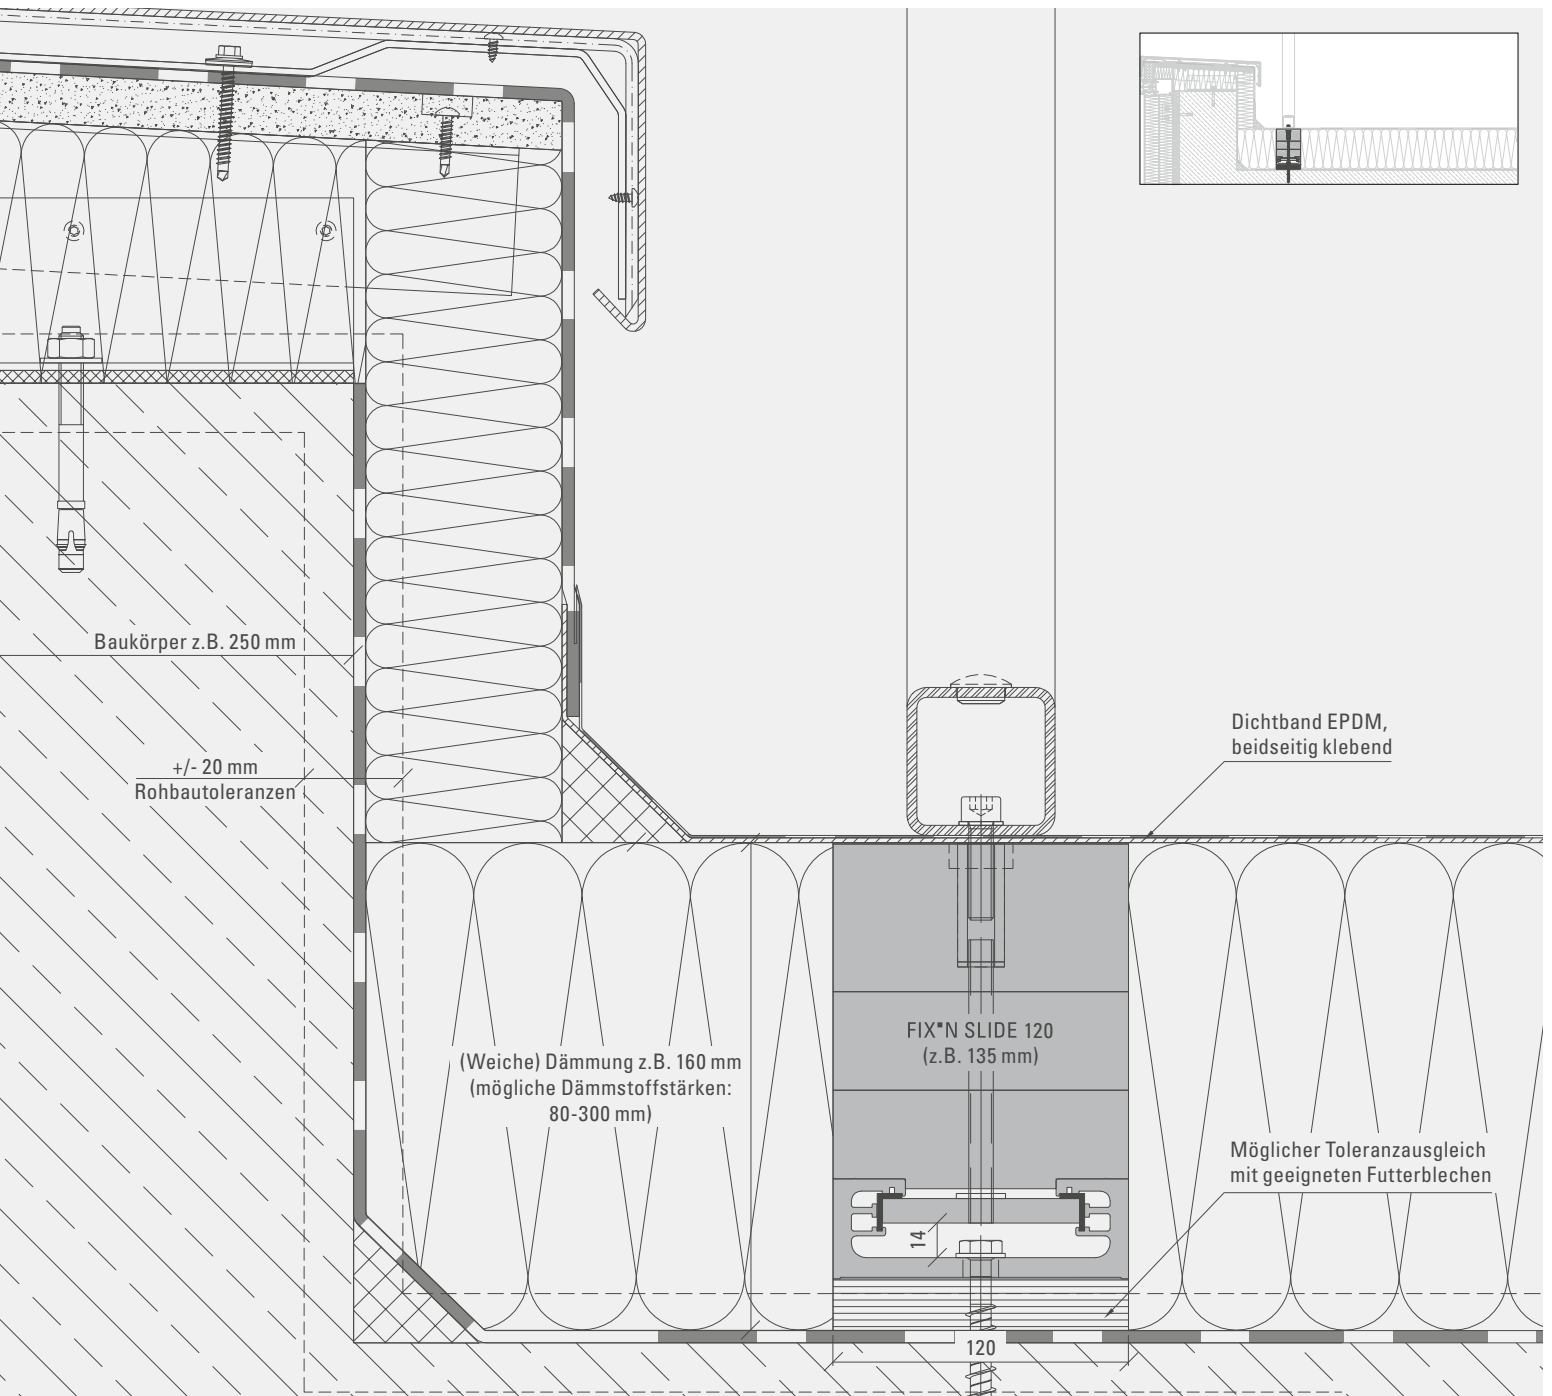 Baukörper z.B. 250 mm
+/- 20 mm
Rohbautoleranzen
Dichtband EPDM,
beidseitig klebend
FIX■N SLIDE 120
(z.B. 135 mm)
(Weiche) Dämmung z.B. 160 mm
(mögliche Dämmstoffstärken:
80-300 mm)
Möglicher Toleranzausgleich
mit geeigneten Futterblechen
14
120